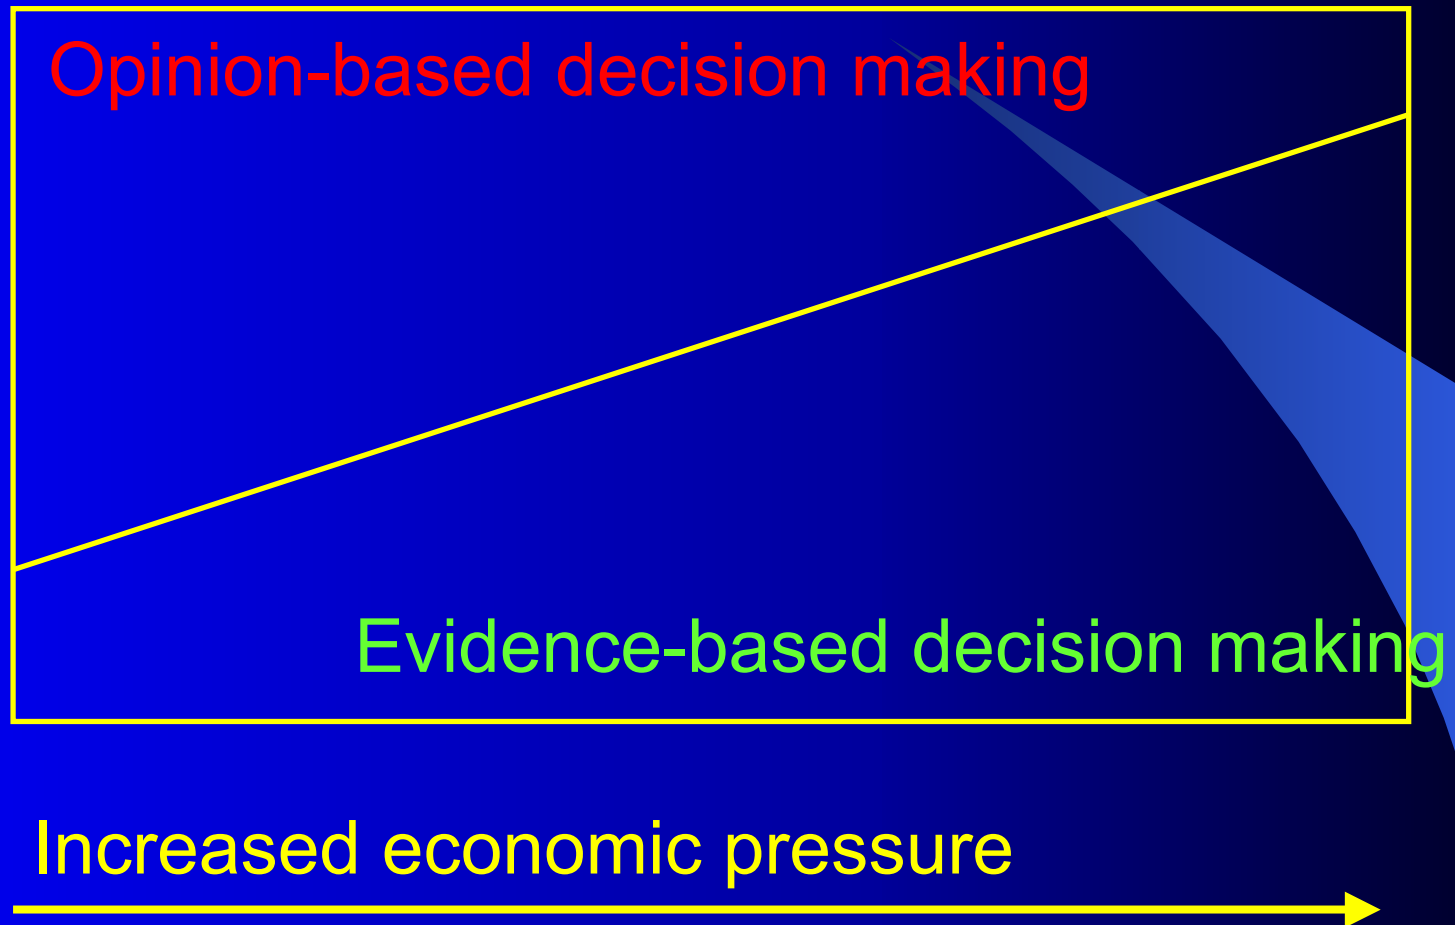 Opinion-based decision making
Evidence-based decision making
Increased economic pressure